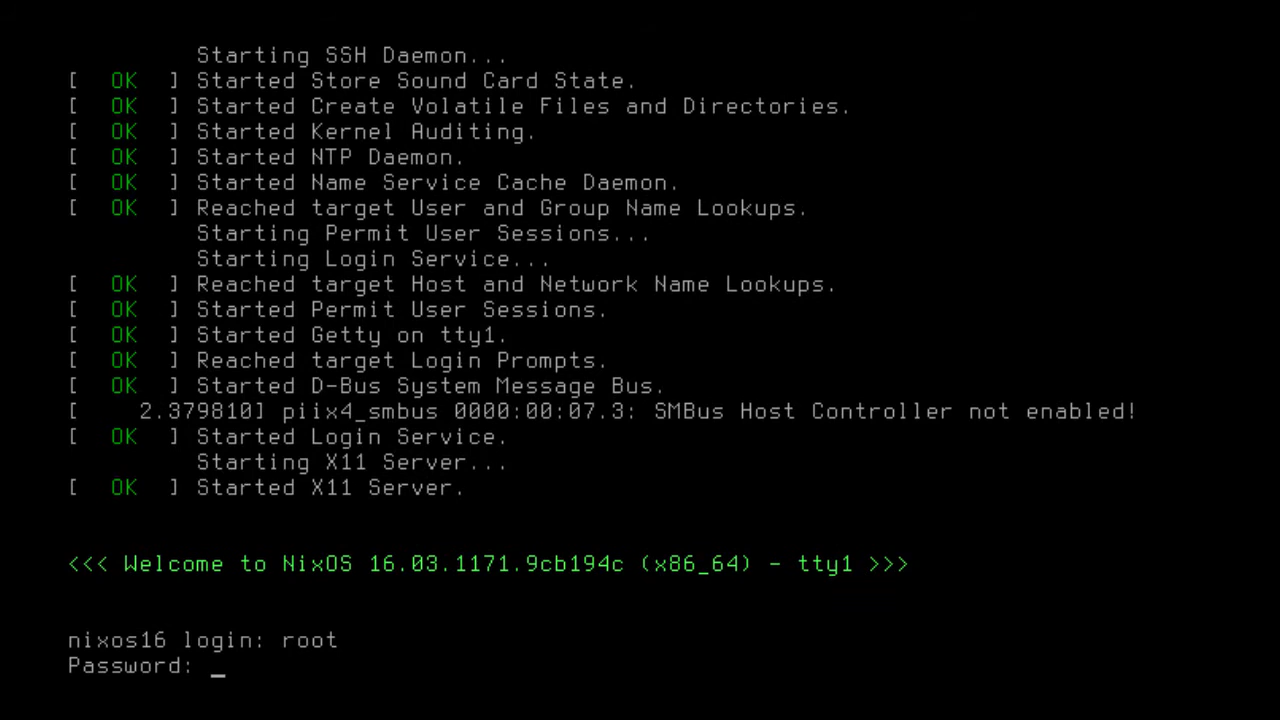 Starting SSH Daemon...
[  OK  ] Started Store Sound Card State.
[  OK  ] Started Create Volatile Files and Directories.
[  OK  ] Started Kernel Auditing.
[  OK  ] Started NTP Daemon.
[  OK  ] Started Name Service Cache Daemon.
[  OK  ] Reached target User and Group Name Lookups.
Starting Permit User Sessions...
Starting Login Service...
[  OK  ] Reached target Host and Network Name Lookups.
[  OK  ] Started Permit User Sessions.
[  OK  ] Started Getty on tty1.
[  OK  ] Reached target Login Prompts.
[  OK  ] Started D-Bus System Message Bus.
[    2.379810] piix4_smbus 0000:00:07.3: SMBus Host Controller not enabled!
[  OK  ] Started Login Service.
Starting X11 Server...
[  OK  ] Started X11 Server.
<<< Welcome to NixOS 16.03.1171.9cb194c (x86_64) - tty1 >>>
nixos16 login: root
Password: _